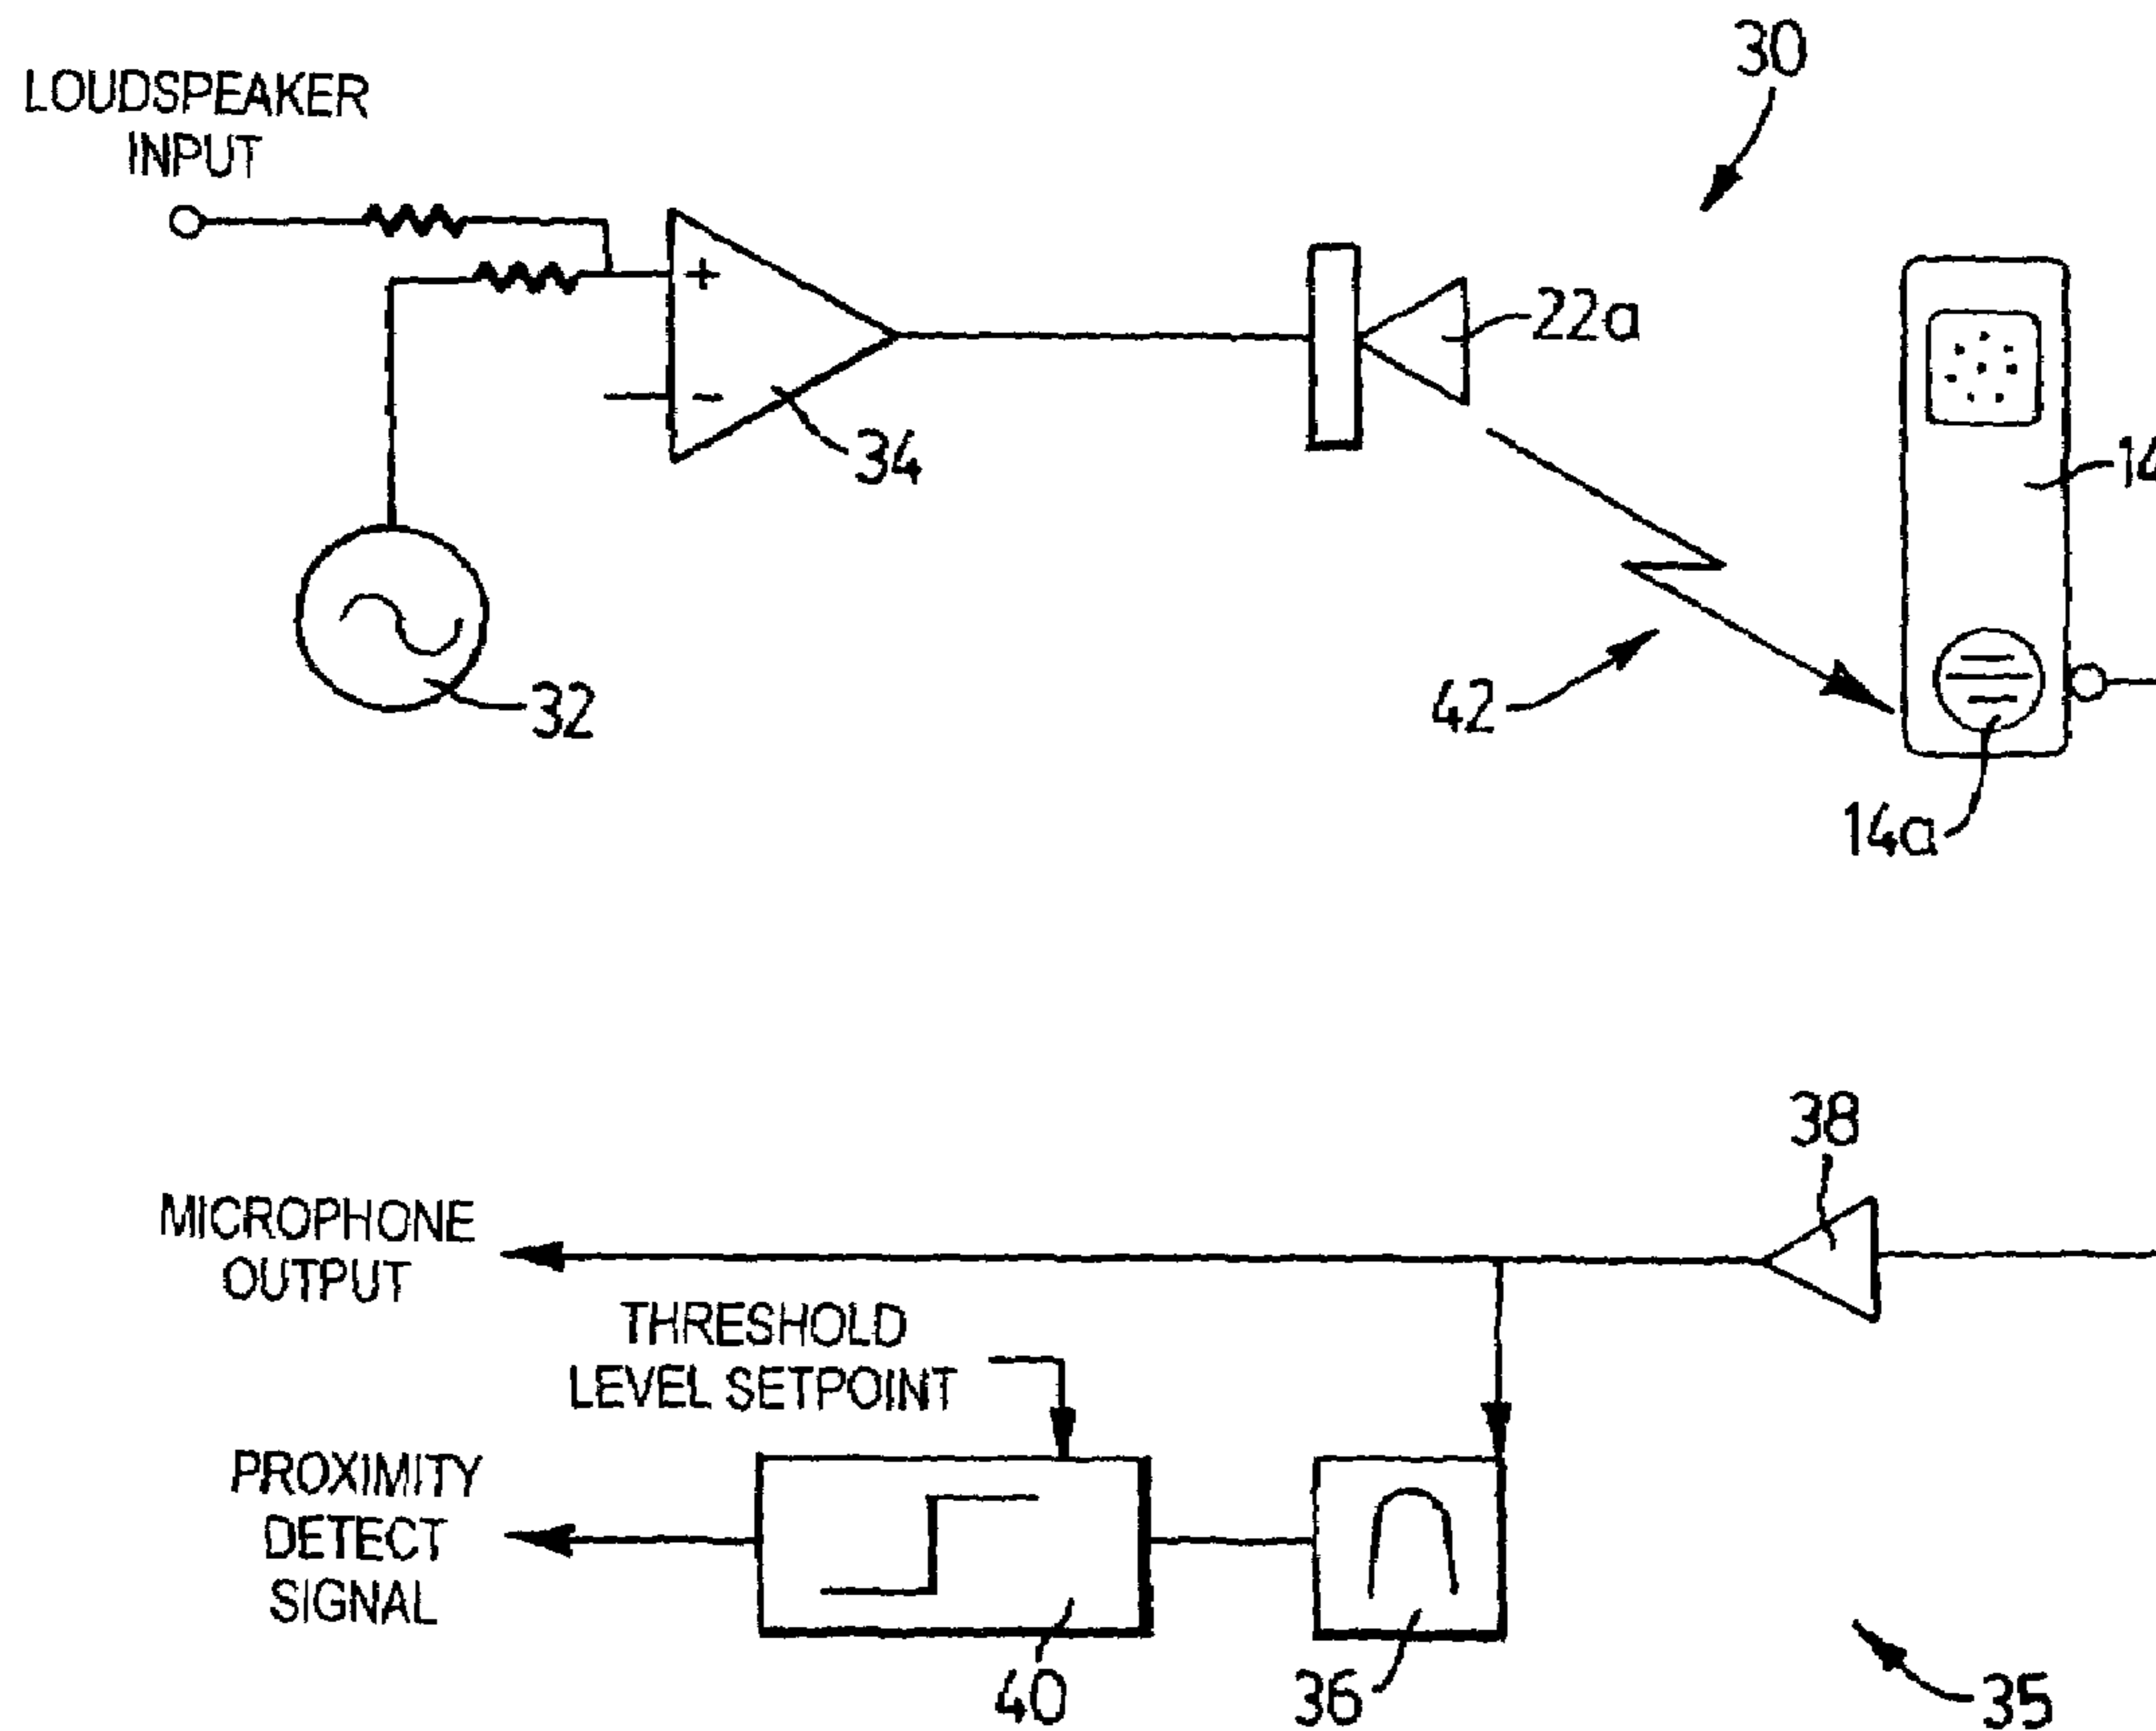 30
LOUDSPEAKER
INPUT
+
-
22a
34
14
32
42
14a
38
MICROPHONE
OUTPUT
THRESHOLD
LEVEL SETPOINT
PROXIMITY
DETECT
SIGNAL
40
36
35